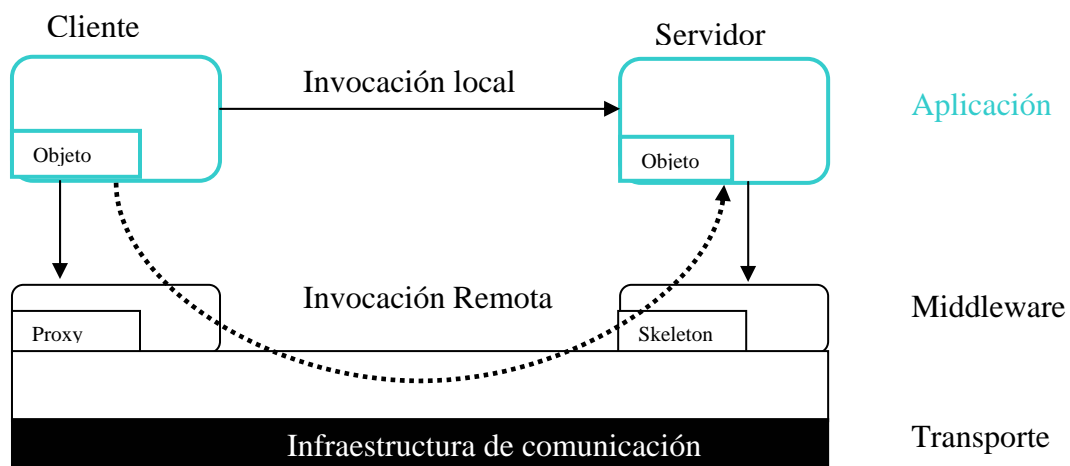 Cliente
Servidor
Invocación local
Aplicación
Objeto
Objeto
Invocación Remota
Middleware
Proxy
Skeleton
Infraestructura de comunicación
Transporte